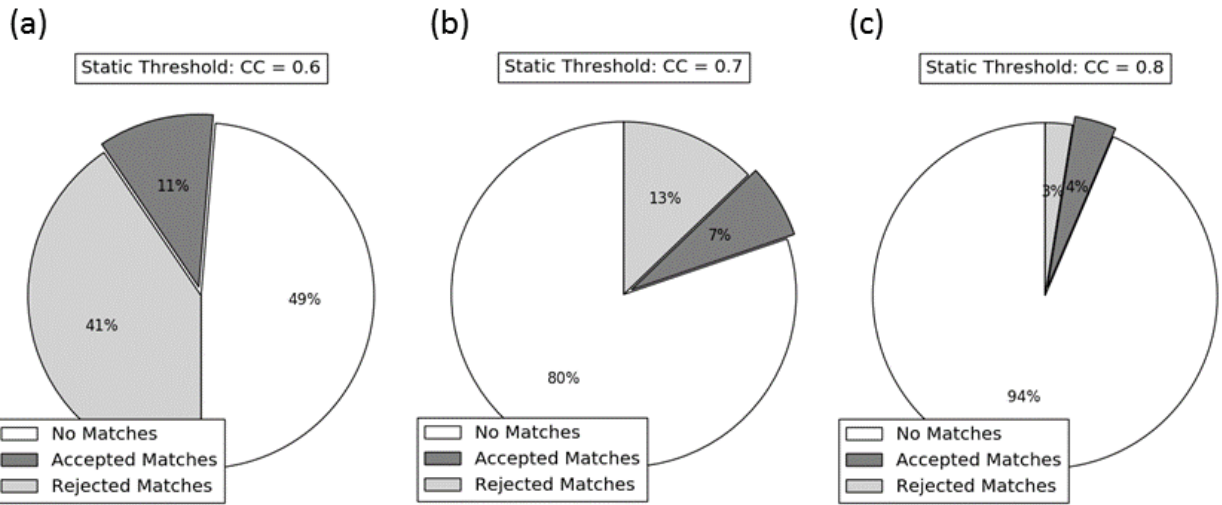 (a)
Static Threshold: CC = 0.6
11%
49%
41%
No Matches
Accepted Matches
Rejected Matches
(b)
Static Threshold: CC = 0.7
13%
7%
80%
No Matches
Accepted Matches
Rejected Matches
(c)
Static Threshold: CC = 0.8
3%
4%
94%
No Matches
Accepted Matches
Rejected Matches